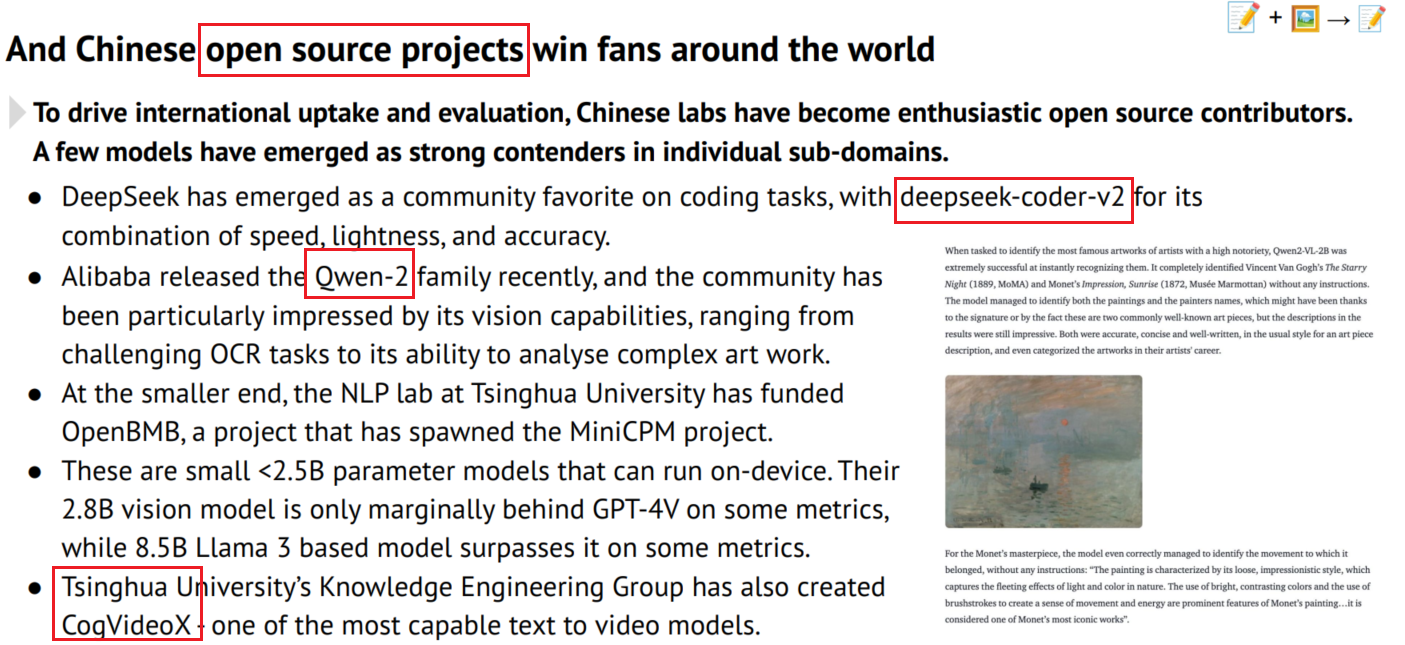 And Chinese open source projects win fans around the world
To drive international uptake and evaluation, Chinese labs have become enthusiastic open source contributors.
A few models have emerged as strong contenders in individual sub-domains.
● DeepSeek has emerged as a community favorite on coding tasks, with deepseek-coder-v2 for its
combination of speed, lightness, and accuracy.
● Alibaba released the Qwen-2 family recently, and the community has
been particularly impressed by its vision capabilities, ranging from
challenging OCR tasks to its ability to analyse complex art work.
● At the smaller end, the NLP lab at Tsinghua University has funded
OpenBMB, a project that has spawned the MiniCPM project.
● These are small <2.5B parameter models that can run on-device. Their
2.8B vision model is only marginally behind GPT-4V on some metrics,
while 8.5B Llama 3 based model surpasses it on some metrics.
● Tsinghua University’s Knowledge Engineering Group has also created
CogVideoX - one of the most capable text to video models.
When tasked to identify the most famous artworks of artists with a high notoriety, Qwen2-VL-2B was
extremely successful at instantly recognizing them. It completely identified Vincent Van Gogh's The Starry
Night (1889, MoMA) and Monet's Impression, Sunrise (1872, Musée Marmottan) without any instructions.
The model managed to identify both the paintings and the painters names, which might have been thanks
to the signature or by the fact these are two commonly well-known art pieces, but the descriptions in the
results were still impressive. Both were accurate, concise and well-written, in the usual style for an art piece
description, and even categorized the artworks in their artists' career.
For the Monet's masterpiece, the model even correctly managed to identify the movement to which it
belonged, without any instructions: “The painting is characterized by its loose, impressionistic style, which
captures the fleeting effects of light and color in nature. The use of bright, contrasting colors and the use of
brushstrokes to create a sense of movement and energy are prominent features of Monet's painting…it is
considered one of Monet's most iconic works”.